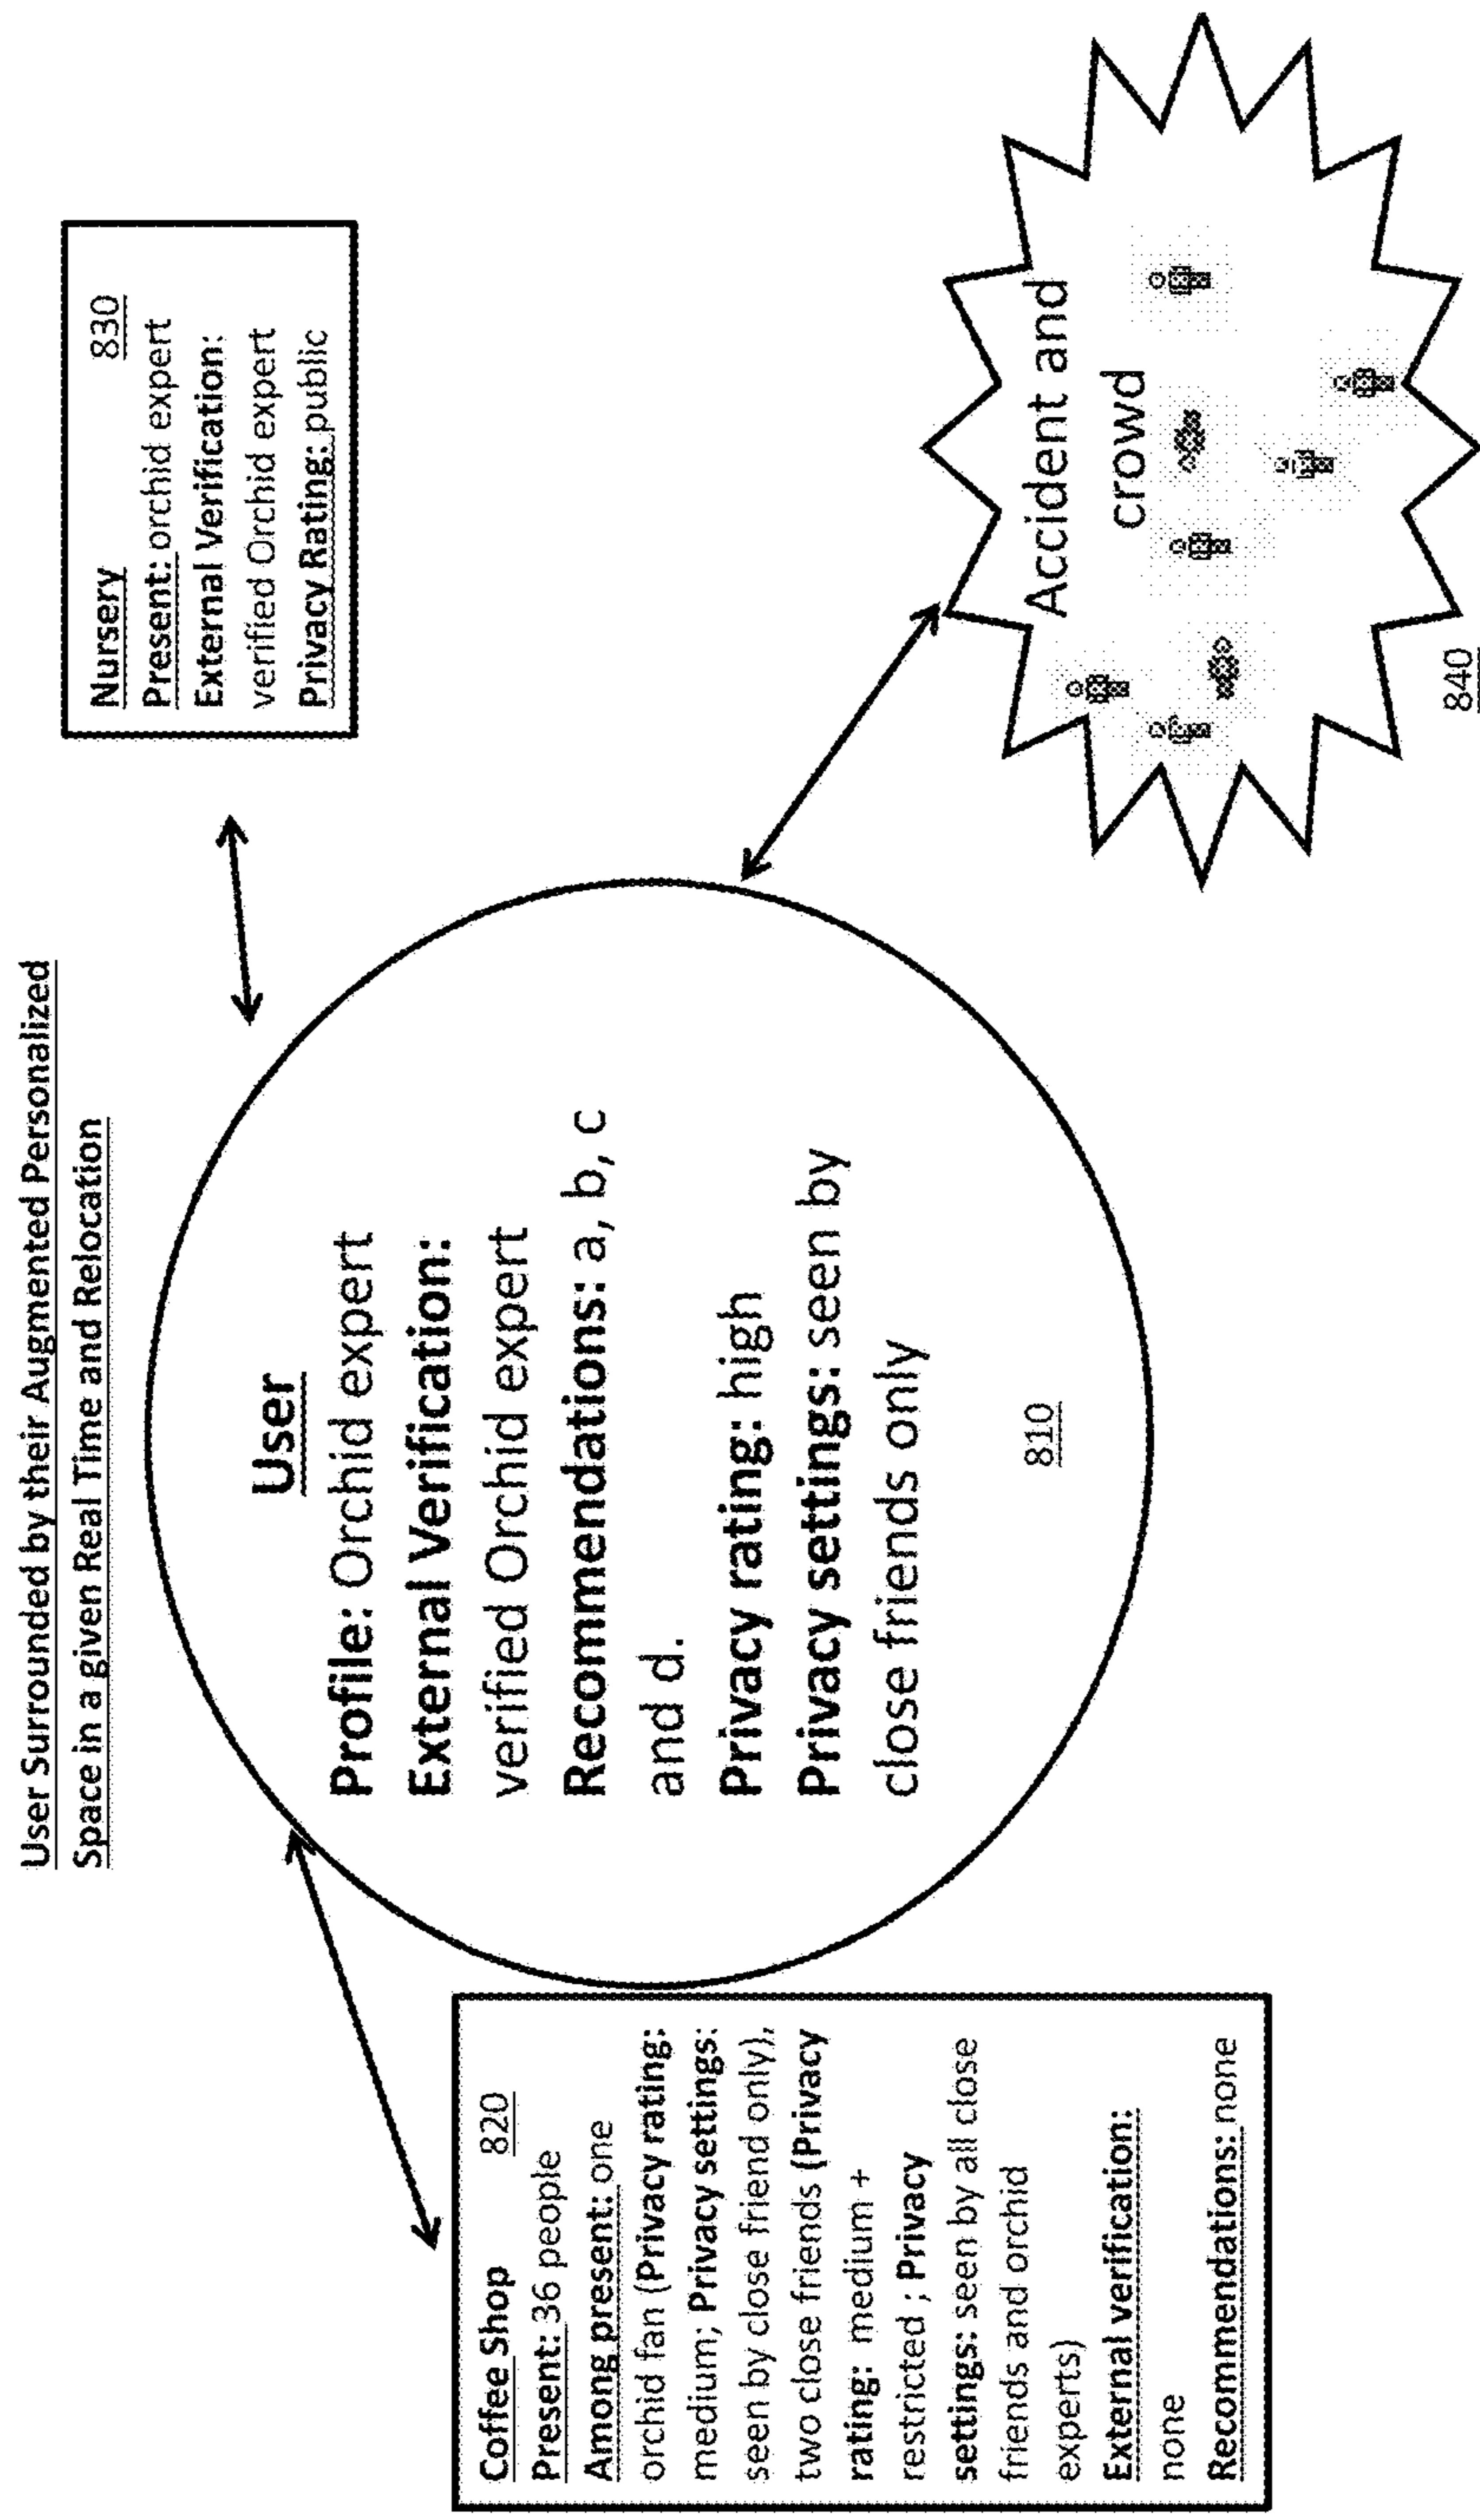 User Surrounded by their Augmented Personalized
Space in a given Real Time and Relocation
Coffee Shop 820
Present: 36 people
Among present: one
orchid fan (Privacy rating:
medium; Privacy settings:
seen by close friend only),
two close friends (Privacy
rating: medium +
restricted ; Privacy
settings: seen by all close
friends and orchid
experts)
External verification:
none
Recommendations: none
User
Profile: Orchid expert
External Verification:
verified Orchid expert
Recommendations: a, b, c
and d.
Privacy rating: high
Privacy settings: seen by
close friends only
810
Nursery 830
Present: orchid expert
External Verification:
verified Orchid expert
Privacy Rating: public
Accident and
crowd
840